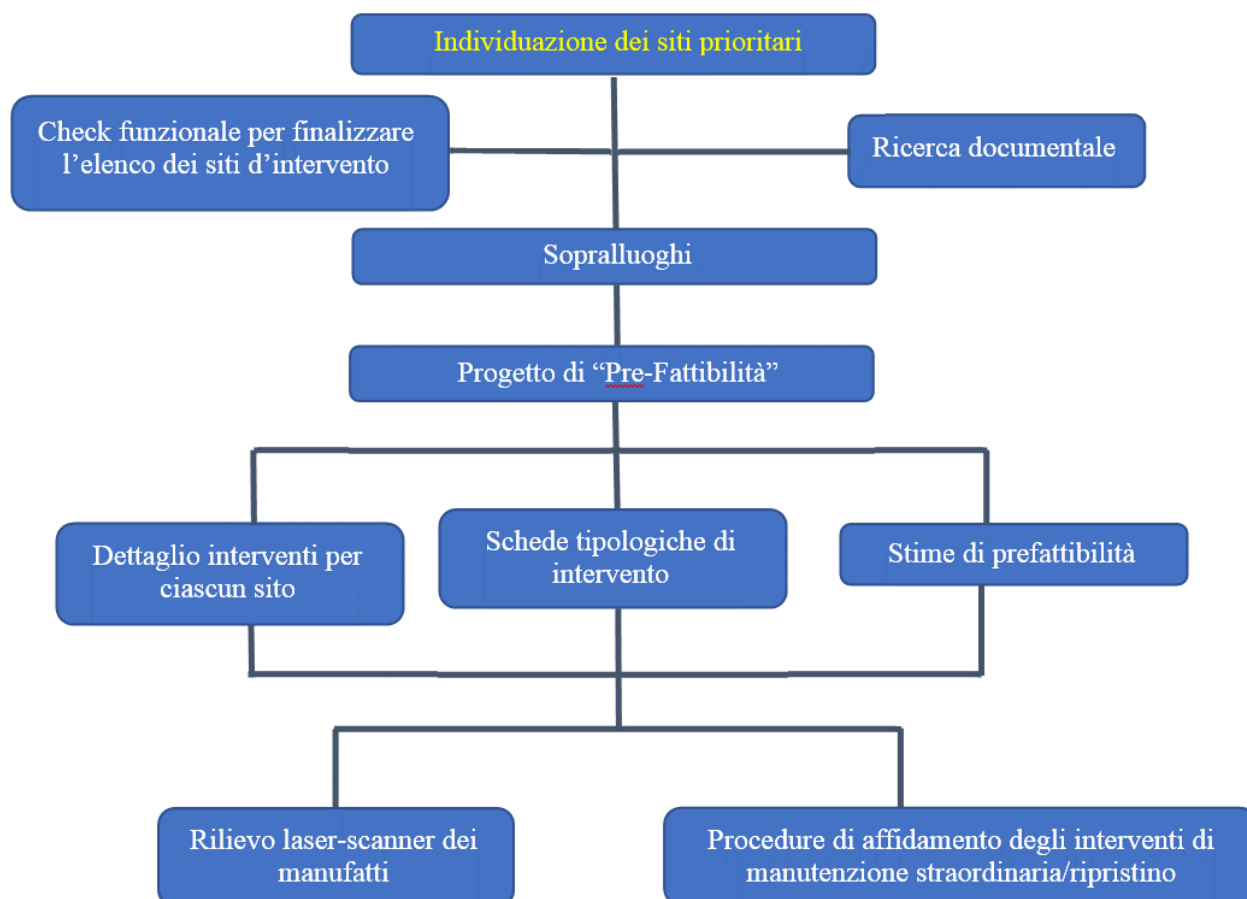 Individuazione dei siti prioritari
Check funzionale per finalizzare
l’elenco dei siti d’intervento
Ricerca documentale
Sopralluoghi
Progetto di “Pre-Fattibilità”
Dettaglio interventi per
ciascun sito
Schede tipologiche di
intervento
Stime di prefattibilità
Rilievo laser-scanner dei
manufatti
Procedure di affidamento degli interventi di
manutenzione straordinaria/ripristino